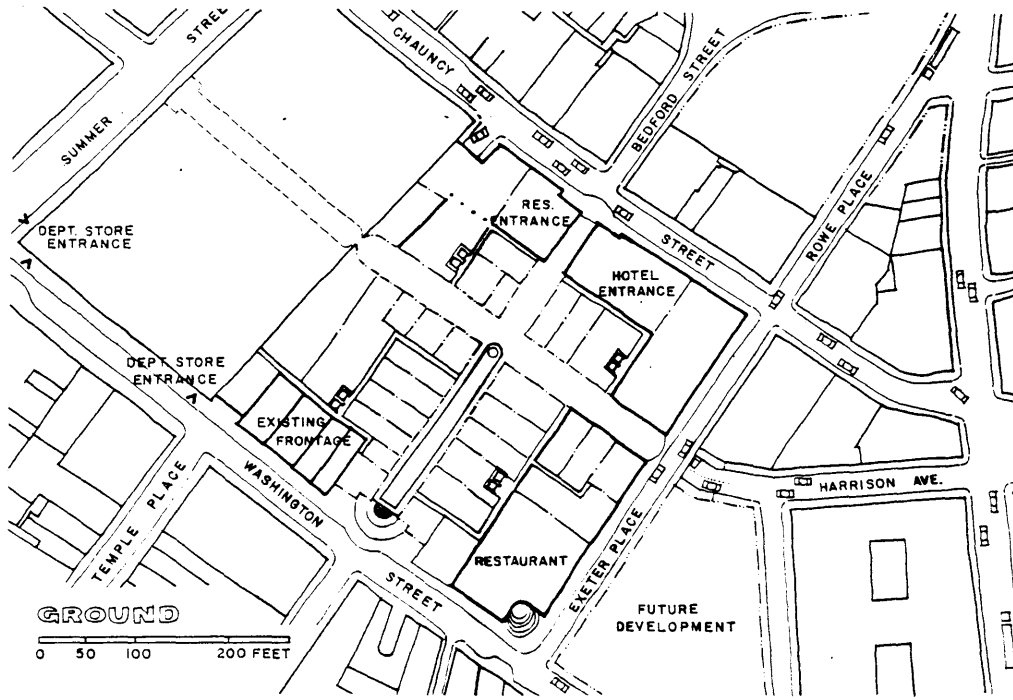 SUMMER STREE
CHAUNCY STREET
BEDFORD STREET
ROWE PLACE
RES.
ENTRANCE
DEPT. STORE
ENTRANCE
HOTEL
ENTRANCE
DEPT STORE
ENTRANCE
EXISTING
FRONTAGE
WASHINGTON STREET
TEMPLE PLACE
HARRISON AVE.
RESTAURANT
EXETER PLACE
FUTURE
DEVELOPMENT
GROUND
0 50 100 200 FEET